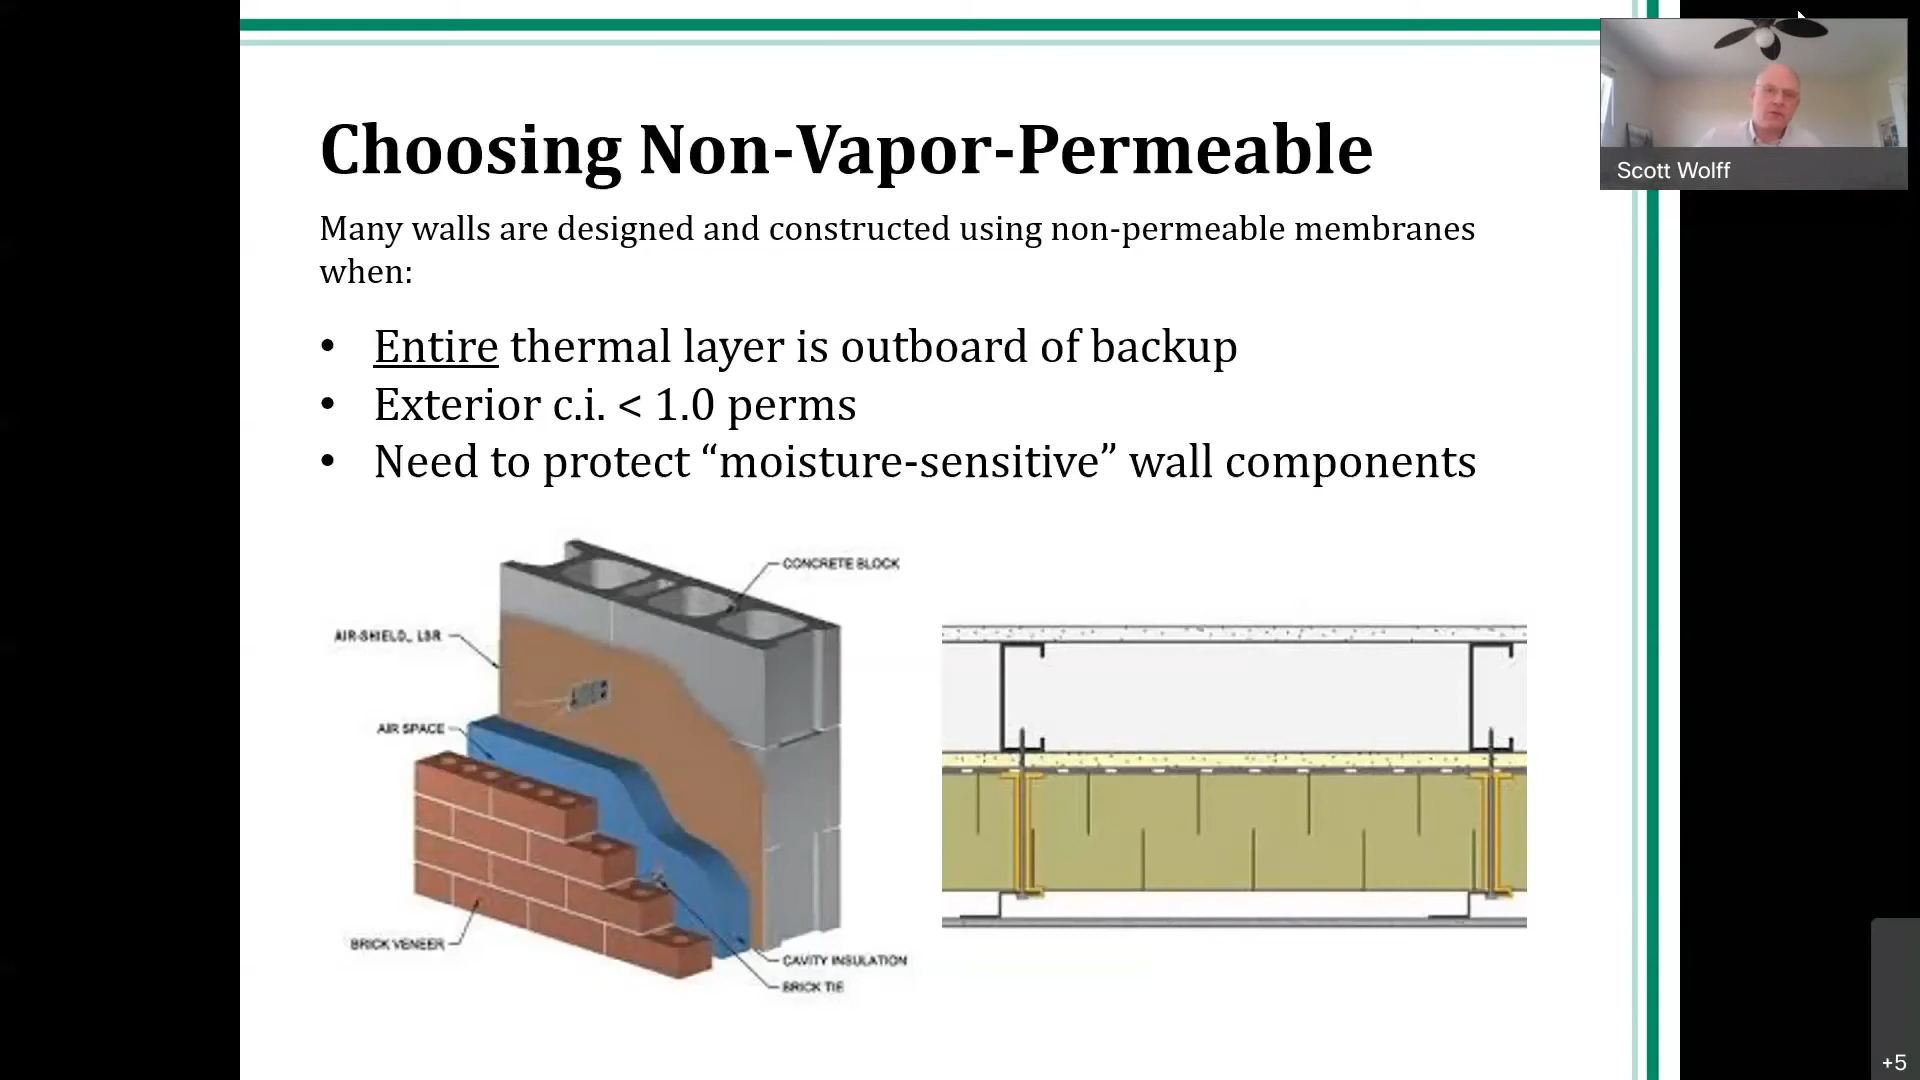 Choosing Non-Vapor-Permeable
Many walls are designed and constructed using non-permeable membranes
when:
• Entire thermal layer is outboard of backup
• Exterior c.i. < 1.0 perms
• Need to protect “moisture-sensitive” wall components
CONCRETE BLOCK
AIR-SHIELD, LSR
AIR SPACE
BRICK VENEER
CAVITY INSULATION
BRICK TIE
Scott Wolff
+5